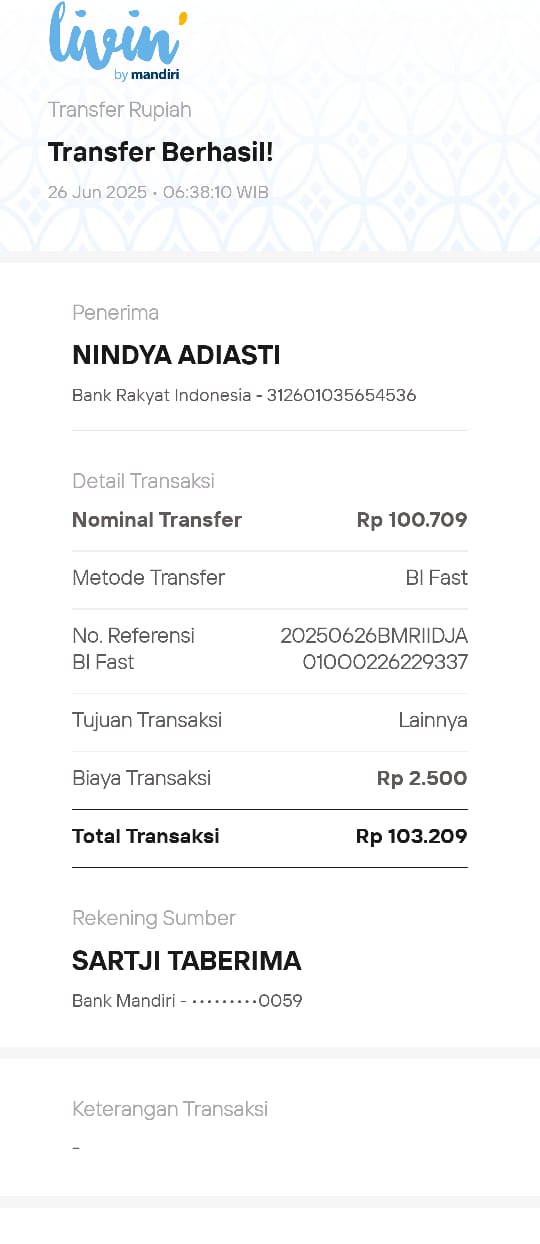 livin'
by mandiri
Transfer Rupiah
Transfer Berhasil!
26 Jun 2025 • 06:38:10 WIB
Penerima
NINDYA ADIASTI
Bank Rakyat Indonesia - 312601035654536
Detail Transaksi
Nominal Transfer Rp 100.709
Metode Transfer BI Fast
No. Referensi 20250626BMRIIDJA
BI Fast 01OO0226229337
Tujuan Transaksi Lainnya
Biaya Transaksi Rp 2.500
Total Transaksi Rp 103.209
Rekening Sumber
SARTJI TABERIMA
Bank Mandiri - •••••••••0059
Keterangan Transaksi
-